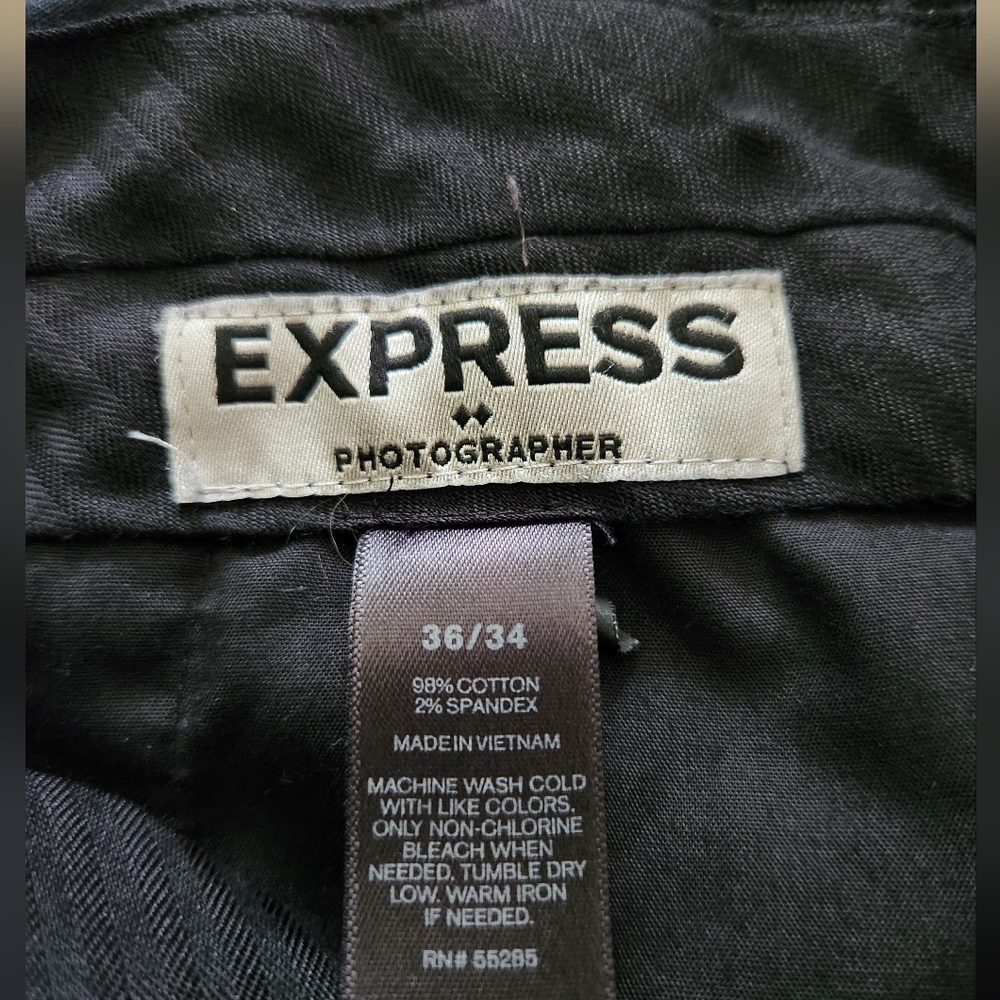 EXPRESS
PHOTOGRAPHER
36/34
98% COTTON
2% SPANDEX
MADE IN VIETNAM
MACHINE WASH COLD
WITH LIKE COLORS.
ONLY NON-CHLORINE
BLEACH WHEN
NEEDED. TUMBLE DRY
LOW. WARM IRON
IF NEEDED.
RN# 55285